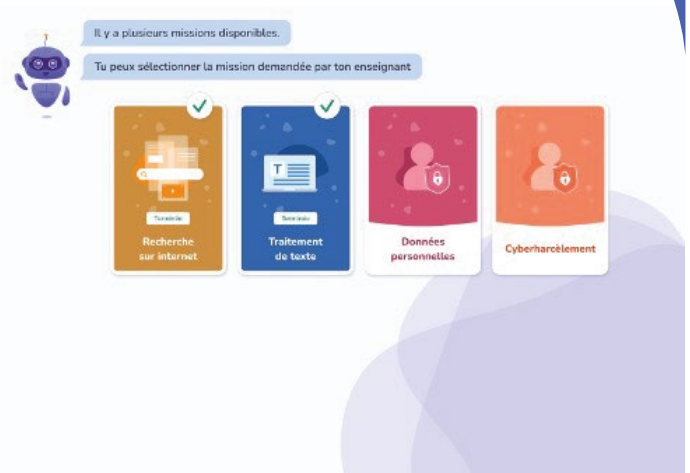 Il y a plusieurs missions disponibles.
Tu peux sélectionner la mission demandée par ton enseignant
Terminée
Recherche
sur internet
Terminée
Traitement
de texte
Données
personnelles
Cyberharcèlement
T